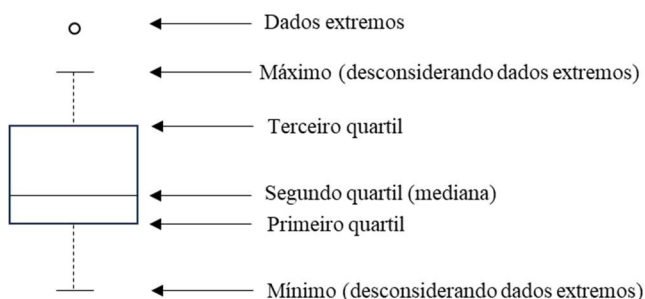 Dados extremos
Máximo (desconsiderando dados extremos)
Terceiro quartil
Segundo quartil (mediana)
Primeiro quartil
Mínimo (desconsiderando dados extremos)